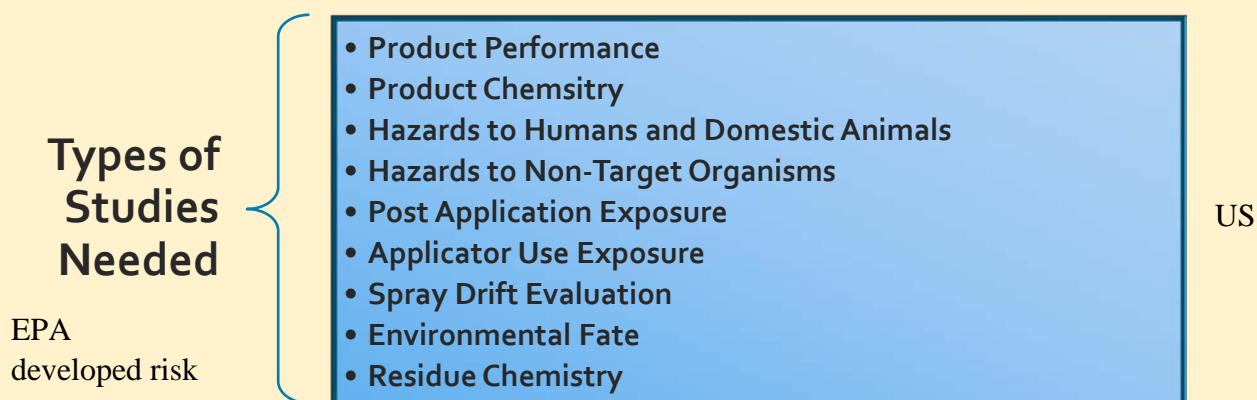 Types of
Studies
Needed
• Product Performance
• Product Chemsitry
• Hazards to Humans and Domestic Animals
• Hazards to Non-Target Organisms
• Post Application Exposure
• Applicator Use Exposure
• Spray Drift Evaluation
• Environmental Fate
• Residue Chemistry
US
EPA
developed risk